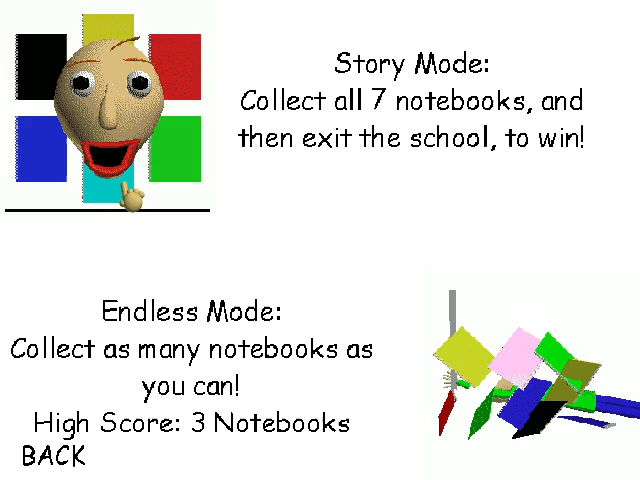 Story Mode:
Collect all 7 notebooks, and
then exit the school, to win!
Endless Mode:
Collect as many notebooks as
you can!
High Score: 3 Notebooks
BACK